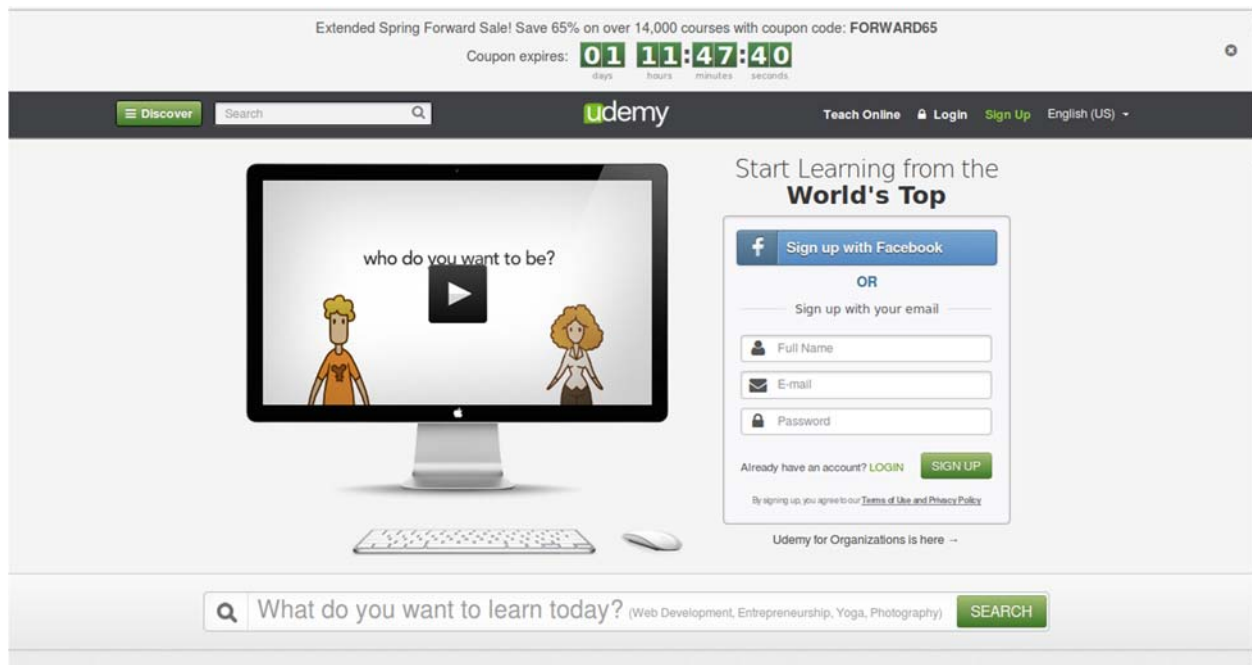 Extended Spring Forward Sale! Save 65% on over 14,000 courses with coupon code: FORWARD65
Coupon expires: 01 11:47:40
days hours minutes seconds
Discover Search udemy Teach Online Login Sign Up English (US)
Start Learning from the
World's Top
who do you want to be?
f Sign up with Facebook
OR
Sign up with your email
Full Name
E-mail
Password
Already have an account? LOGIN SIGN UP
By signing up, you agree to our Terms of Use and Privacy Policy
Udemy for Organizations is here →
What do you want to learn today? (Web Development, Entrepreneurship, Yoga, Photography) SEARCH